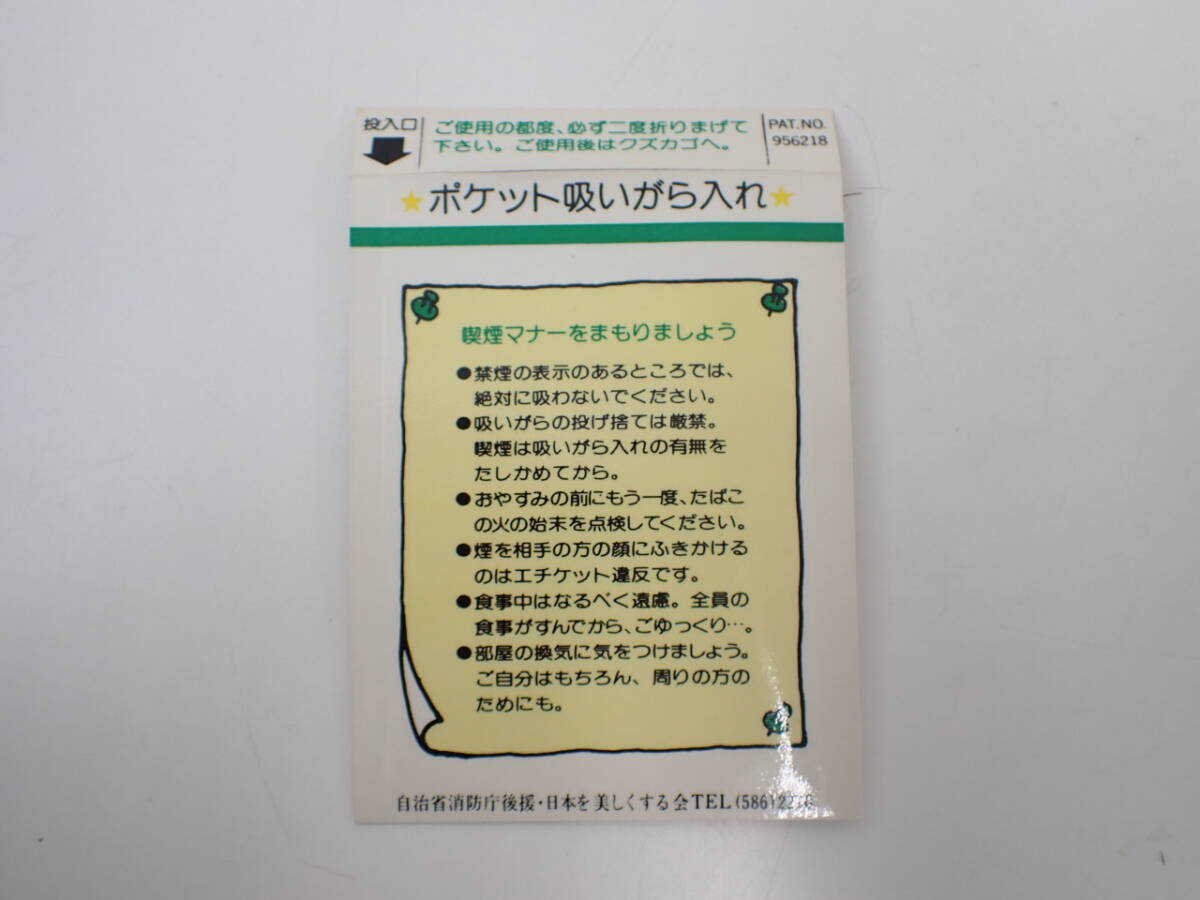 投入口
ご使用の都度、必ず二度折りまげて
下さい。ご使用後はクズカゴへ。
PAT.NO.
956218
★ポケット吸いがら入れ★
喫煙マナーをまもりましょう
●禁煙の表示のあるところでは、
絶対に吸わないでください。
●吸いがらの投げ捨ては厳禁。
喫煙は吸いがら入れの有無を
たしかめてから。
●おやすみの前にもう一度、たばこ
の火の始末を点検してください。
●煙を相手の方の顔にふきかける
のはエチケット違反です。
●食事中はなるべく遠慮。全員の
食事がすんでから、ごゆっくり…。
●部屋の換気に気をつけましょう。
ご自分はもちろん、周りの方の
ためにも。
自治省消防庁後援・日本を美しくする会TEL(586)